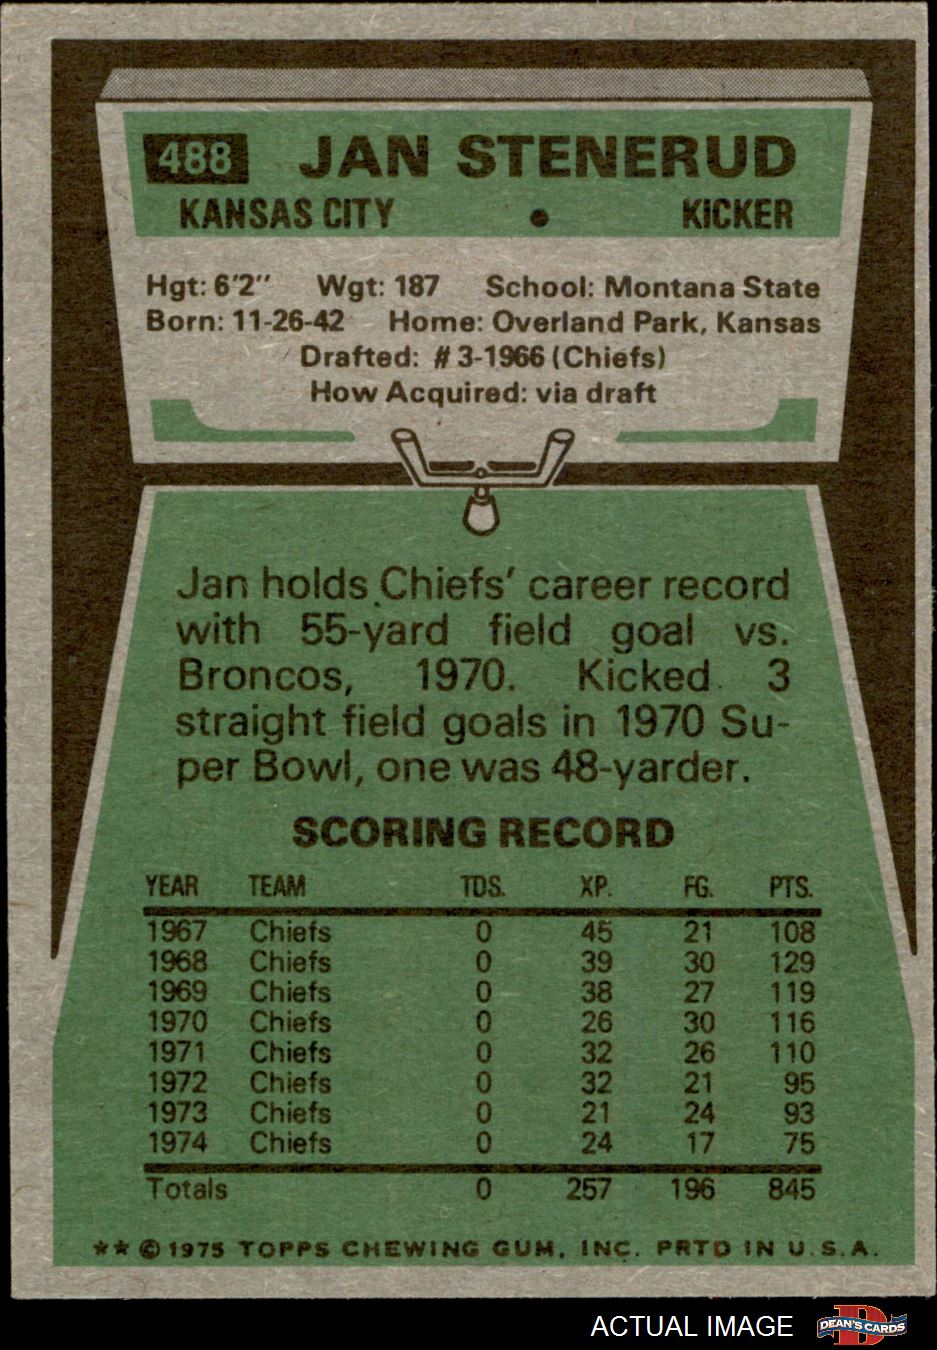 488 JAN STENERUD
KANSAS CITY • KICKER
Hgt: 6'2" Wgt: 187 School: Montana State
Born: 11-26-42 Home: Overland Park, Kansas
Drafted: #3-1966 (Chiefs)
How Acquired: via draft
Jan holds Chiefs' career record
with 55-yard field goal vs.
Broncos, 1970. Kicked 3
straight field goals in 1970 Su-
per Bowl, one was 48-yarder.
SCORING RECORD
YEAR TEAM TDS. XP. FG. PTS.
1967 Chiefs 0 45 21 108
1968 Chiefs 0 39 30 129
1969 Chiefs 0 38 27 119
1970 Chiefs 0 26 30 116
1971 Chiefs 0 32 26 110
1972 Chiefs 0 32 21 95
1973 Chiefs 0 21 24 93
1974 Chiefs 0 24 17 75
Totals 0 257 196 845
** © 1975 TOPPS CHEWING GUM, INC. PRTD IN U.S.A.
ACTUAL IMAGE D DEAN'S CARDS